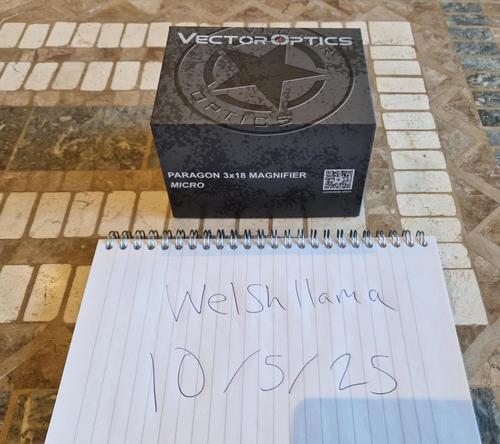 VECTOR OPTICS
OPTICS
PARAGON 3x18 MAGNIFIER
MICRO
Welshllama
10/5/25